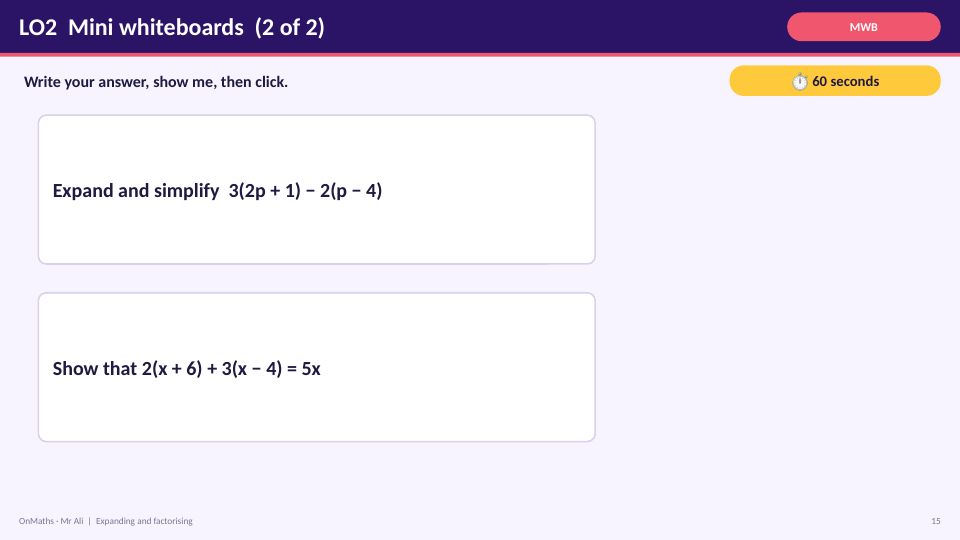 LO2  Mini whiteboards  (2 of 2)
MWB
Write your answer, show me, then click.
⏱ 60 seconds
Expand and simplify  3(2p + 1) − 2(p − 4)
Show that 2(x + 6) + 3(x − 4) = 5x
OnMaths - Mr Ali  |  Expanding and factorising
15